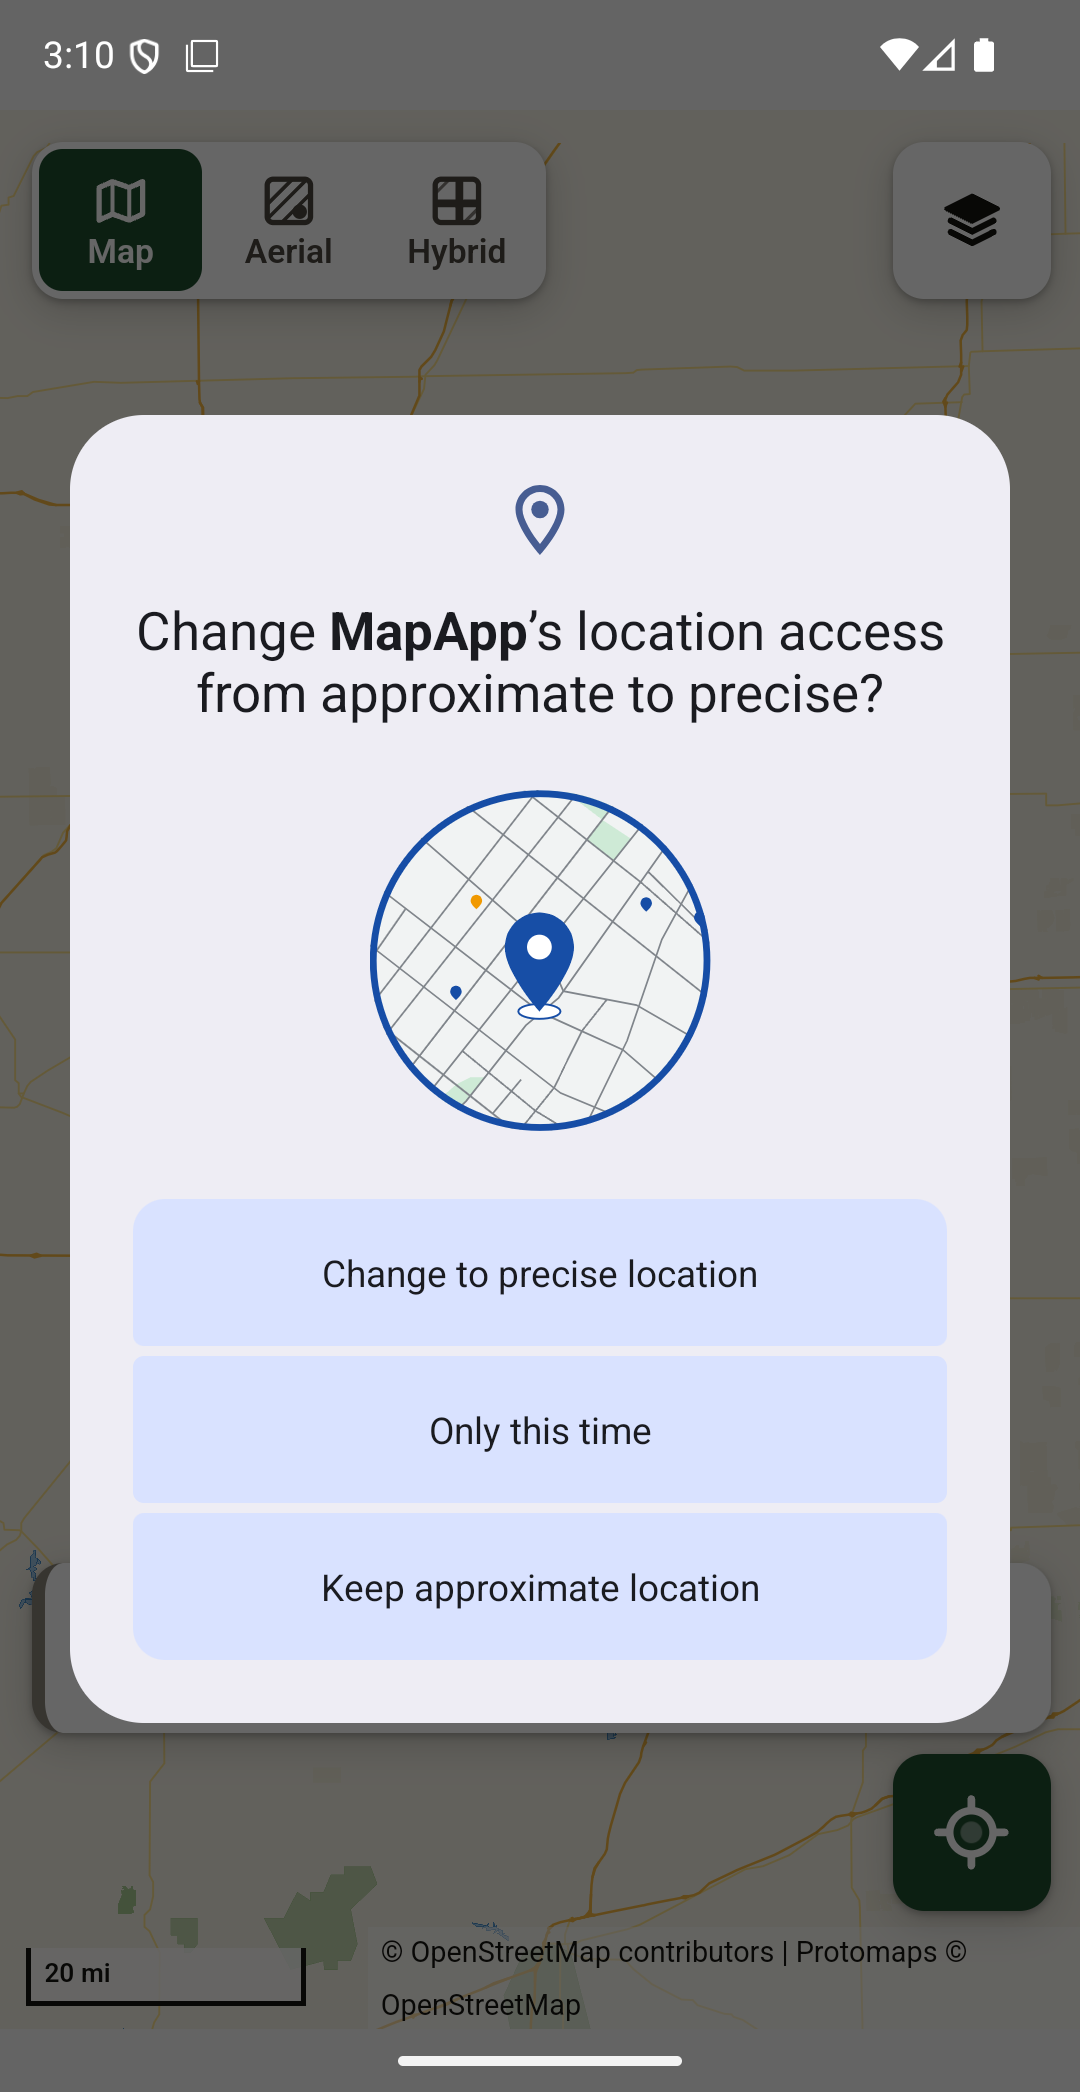 3:10
Map
Aerial
Hybrid
Change MapApp’s location access
from approximate to precise?
Change to precise location
Only this time
Keep approximate location
20 mi
© OpenStreetMap contributors | Protomaps ©
OpenStreetMap